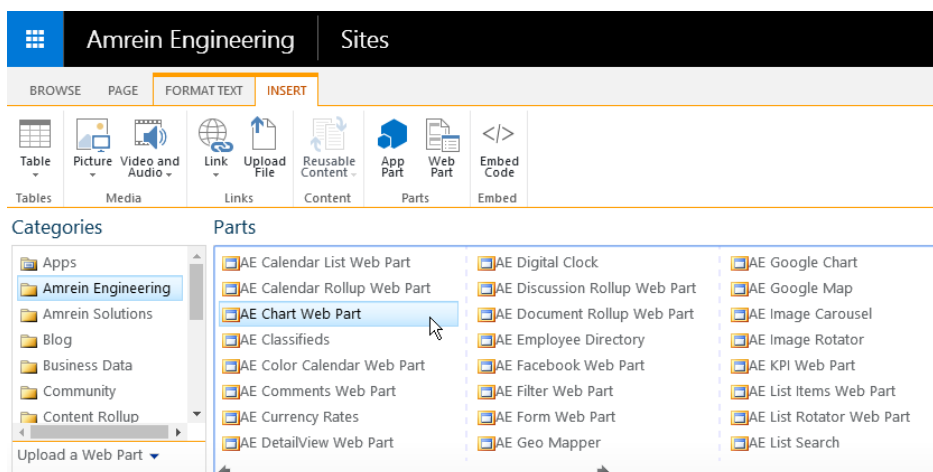 Amrein Engineering Sites
BROWSE PAGE FORMAT TEXT INSERT
Table Picture Video and Audio Link Upload File Reusable Content App Part Web Part </> Embed Code
Tables Media Links Content Parts Embed
Categories
Apps
Amrein Engineering
Amrein Solutions
Blog
Business Data
Community
Content Rollup
Upload a Web Part
Parts
AE Calendar List Web Part
AE Calendar Rollup Web Part
AE Chart Web Part
AE Classifieds
AE Color Calendar Web Part
AE Comments Web Part
AE Currency Rates
AE DetailView Web Part
AE Digital Clock
AE Discussion Rollup Web Part
AE Document Rollup Web Part
AE Employee Directory
AE Facebook Web Part
AE Filter Web Part
AE Form Web Part
AE Geo Mapper
AE Google Chart
AE Google Map
AE Image Carousel
AE Image Rotator
AE KPI Web Part
AE List Items Web Part
AE List Rotator Web Part
AE List Search